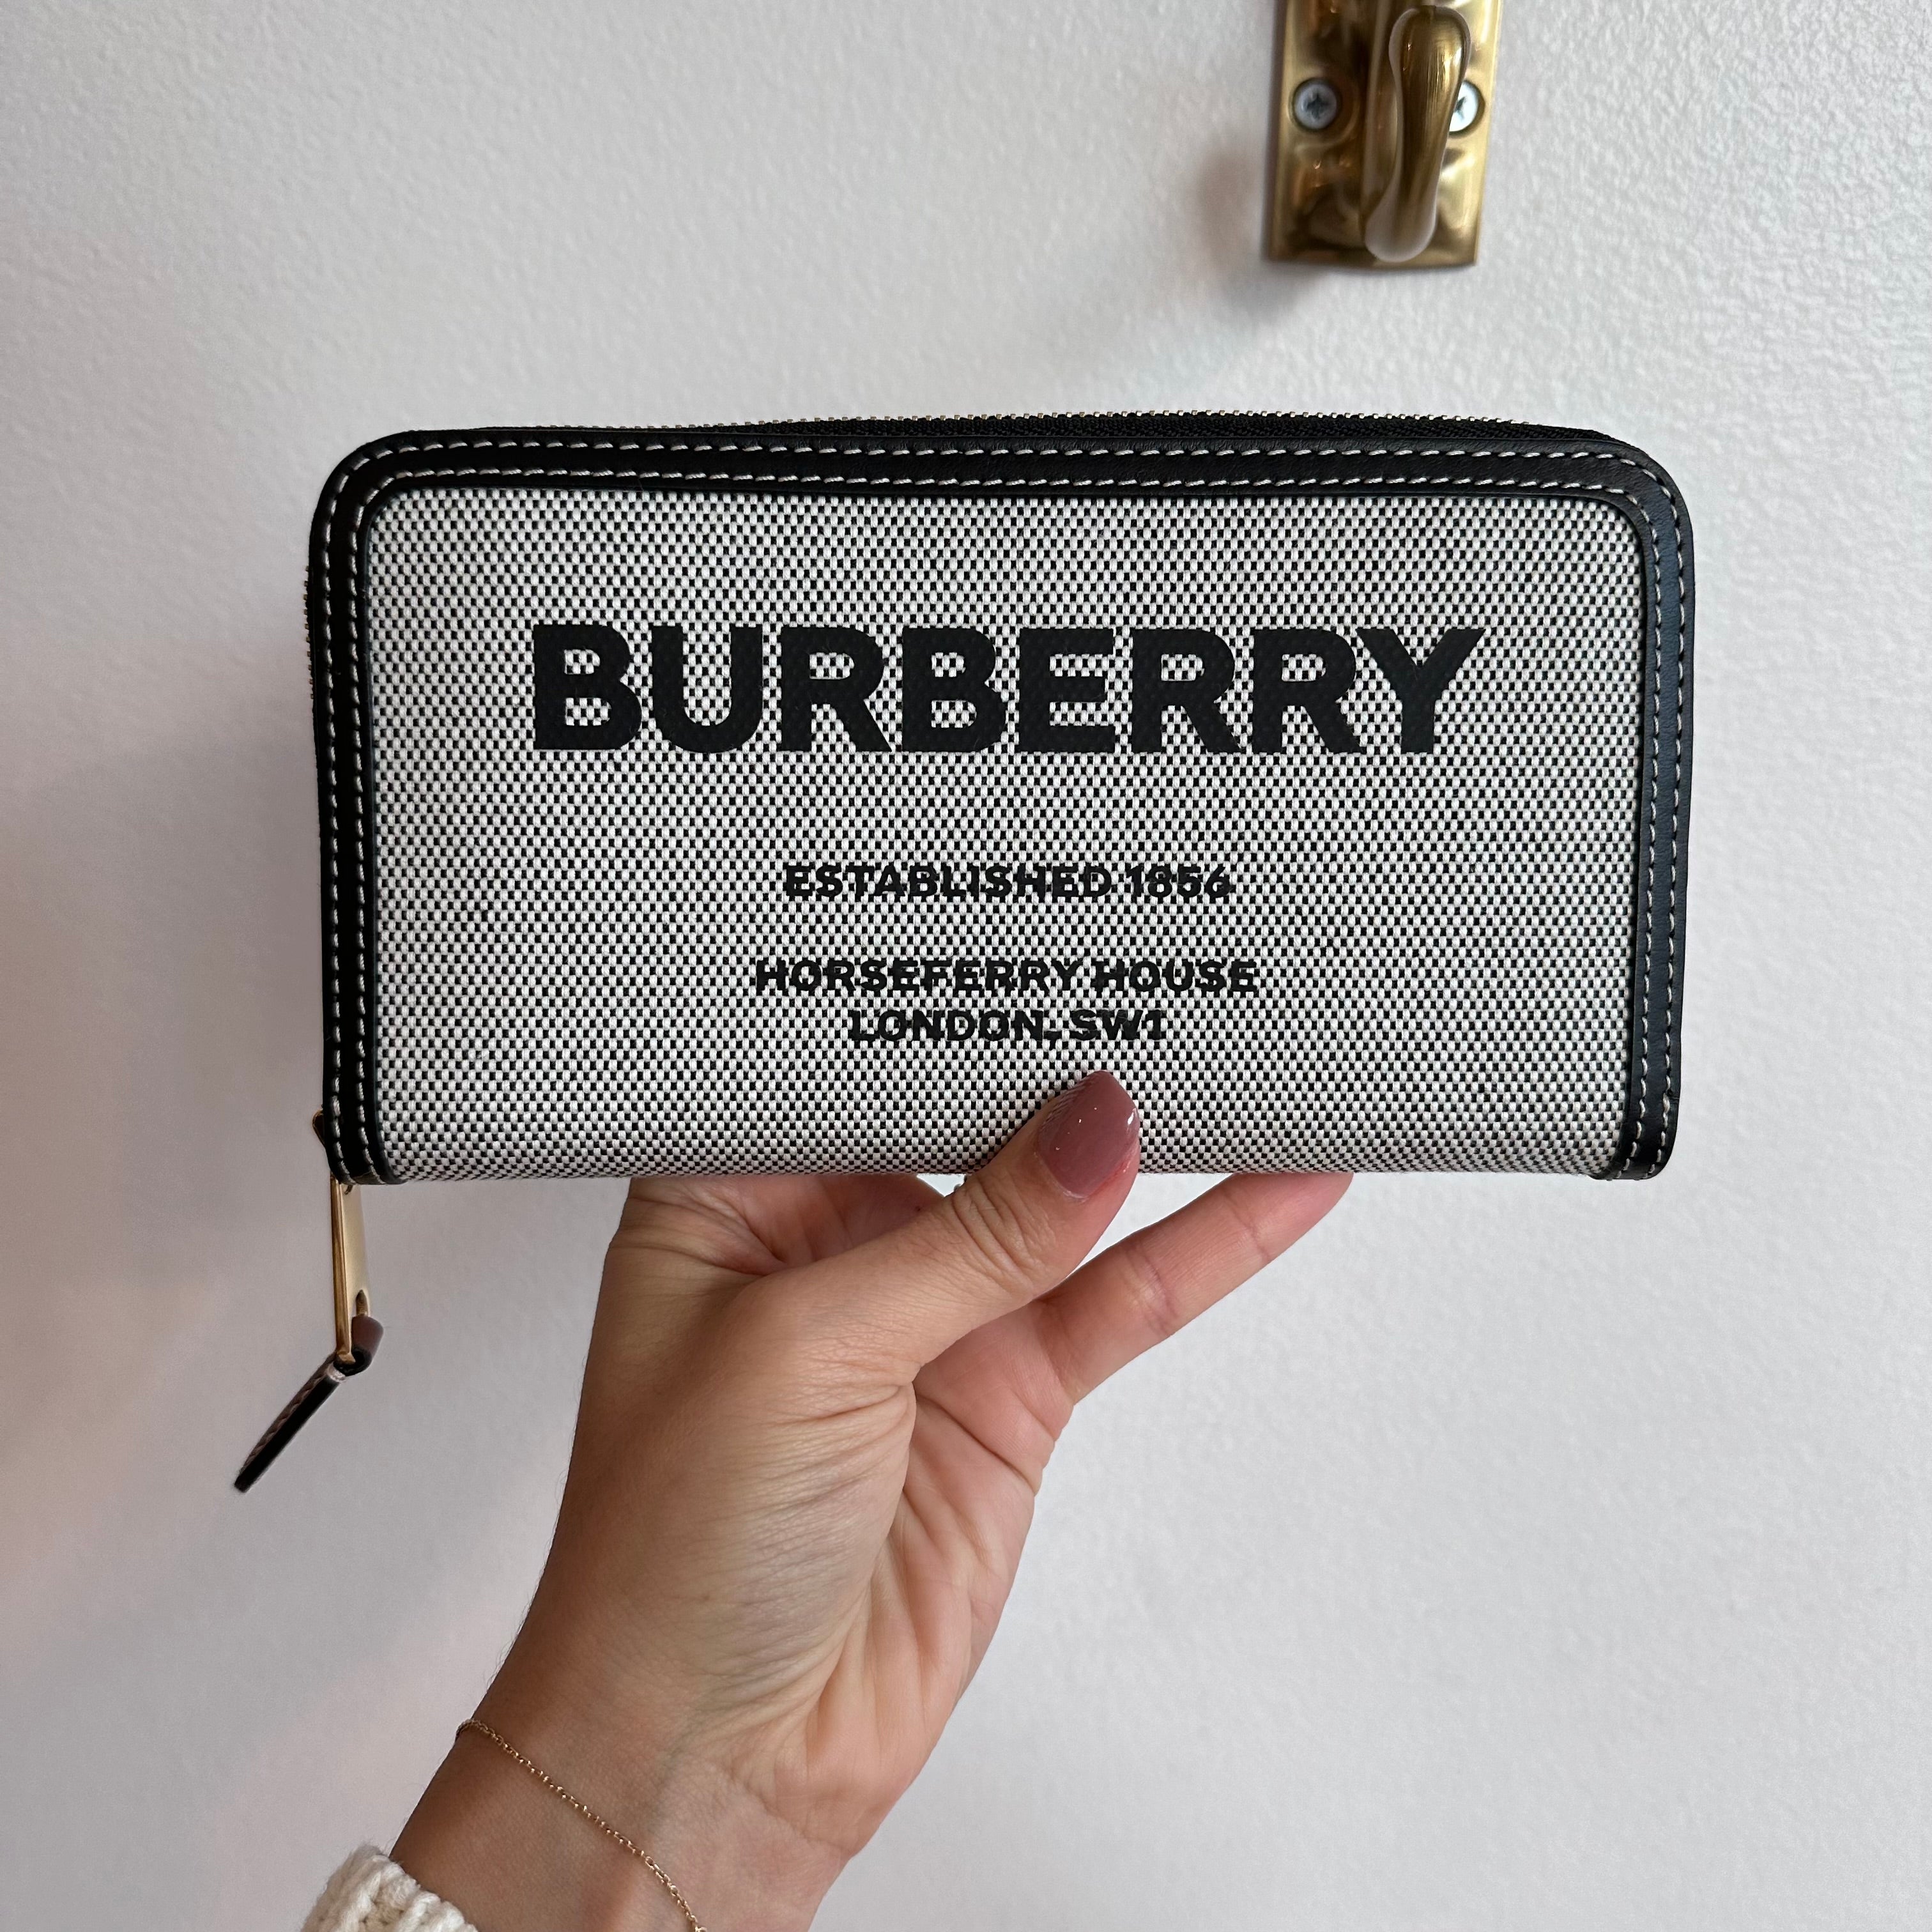 BURBERRY
ESTABLISHED 1856
HORSEFERRY HOUSE
LONDON, SW1